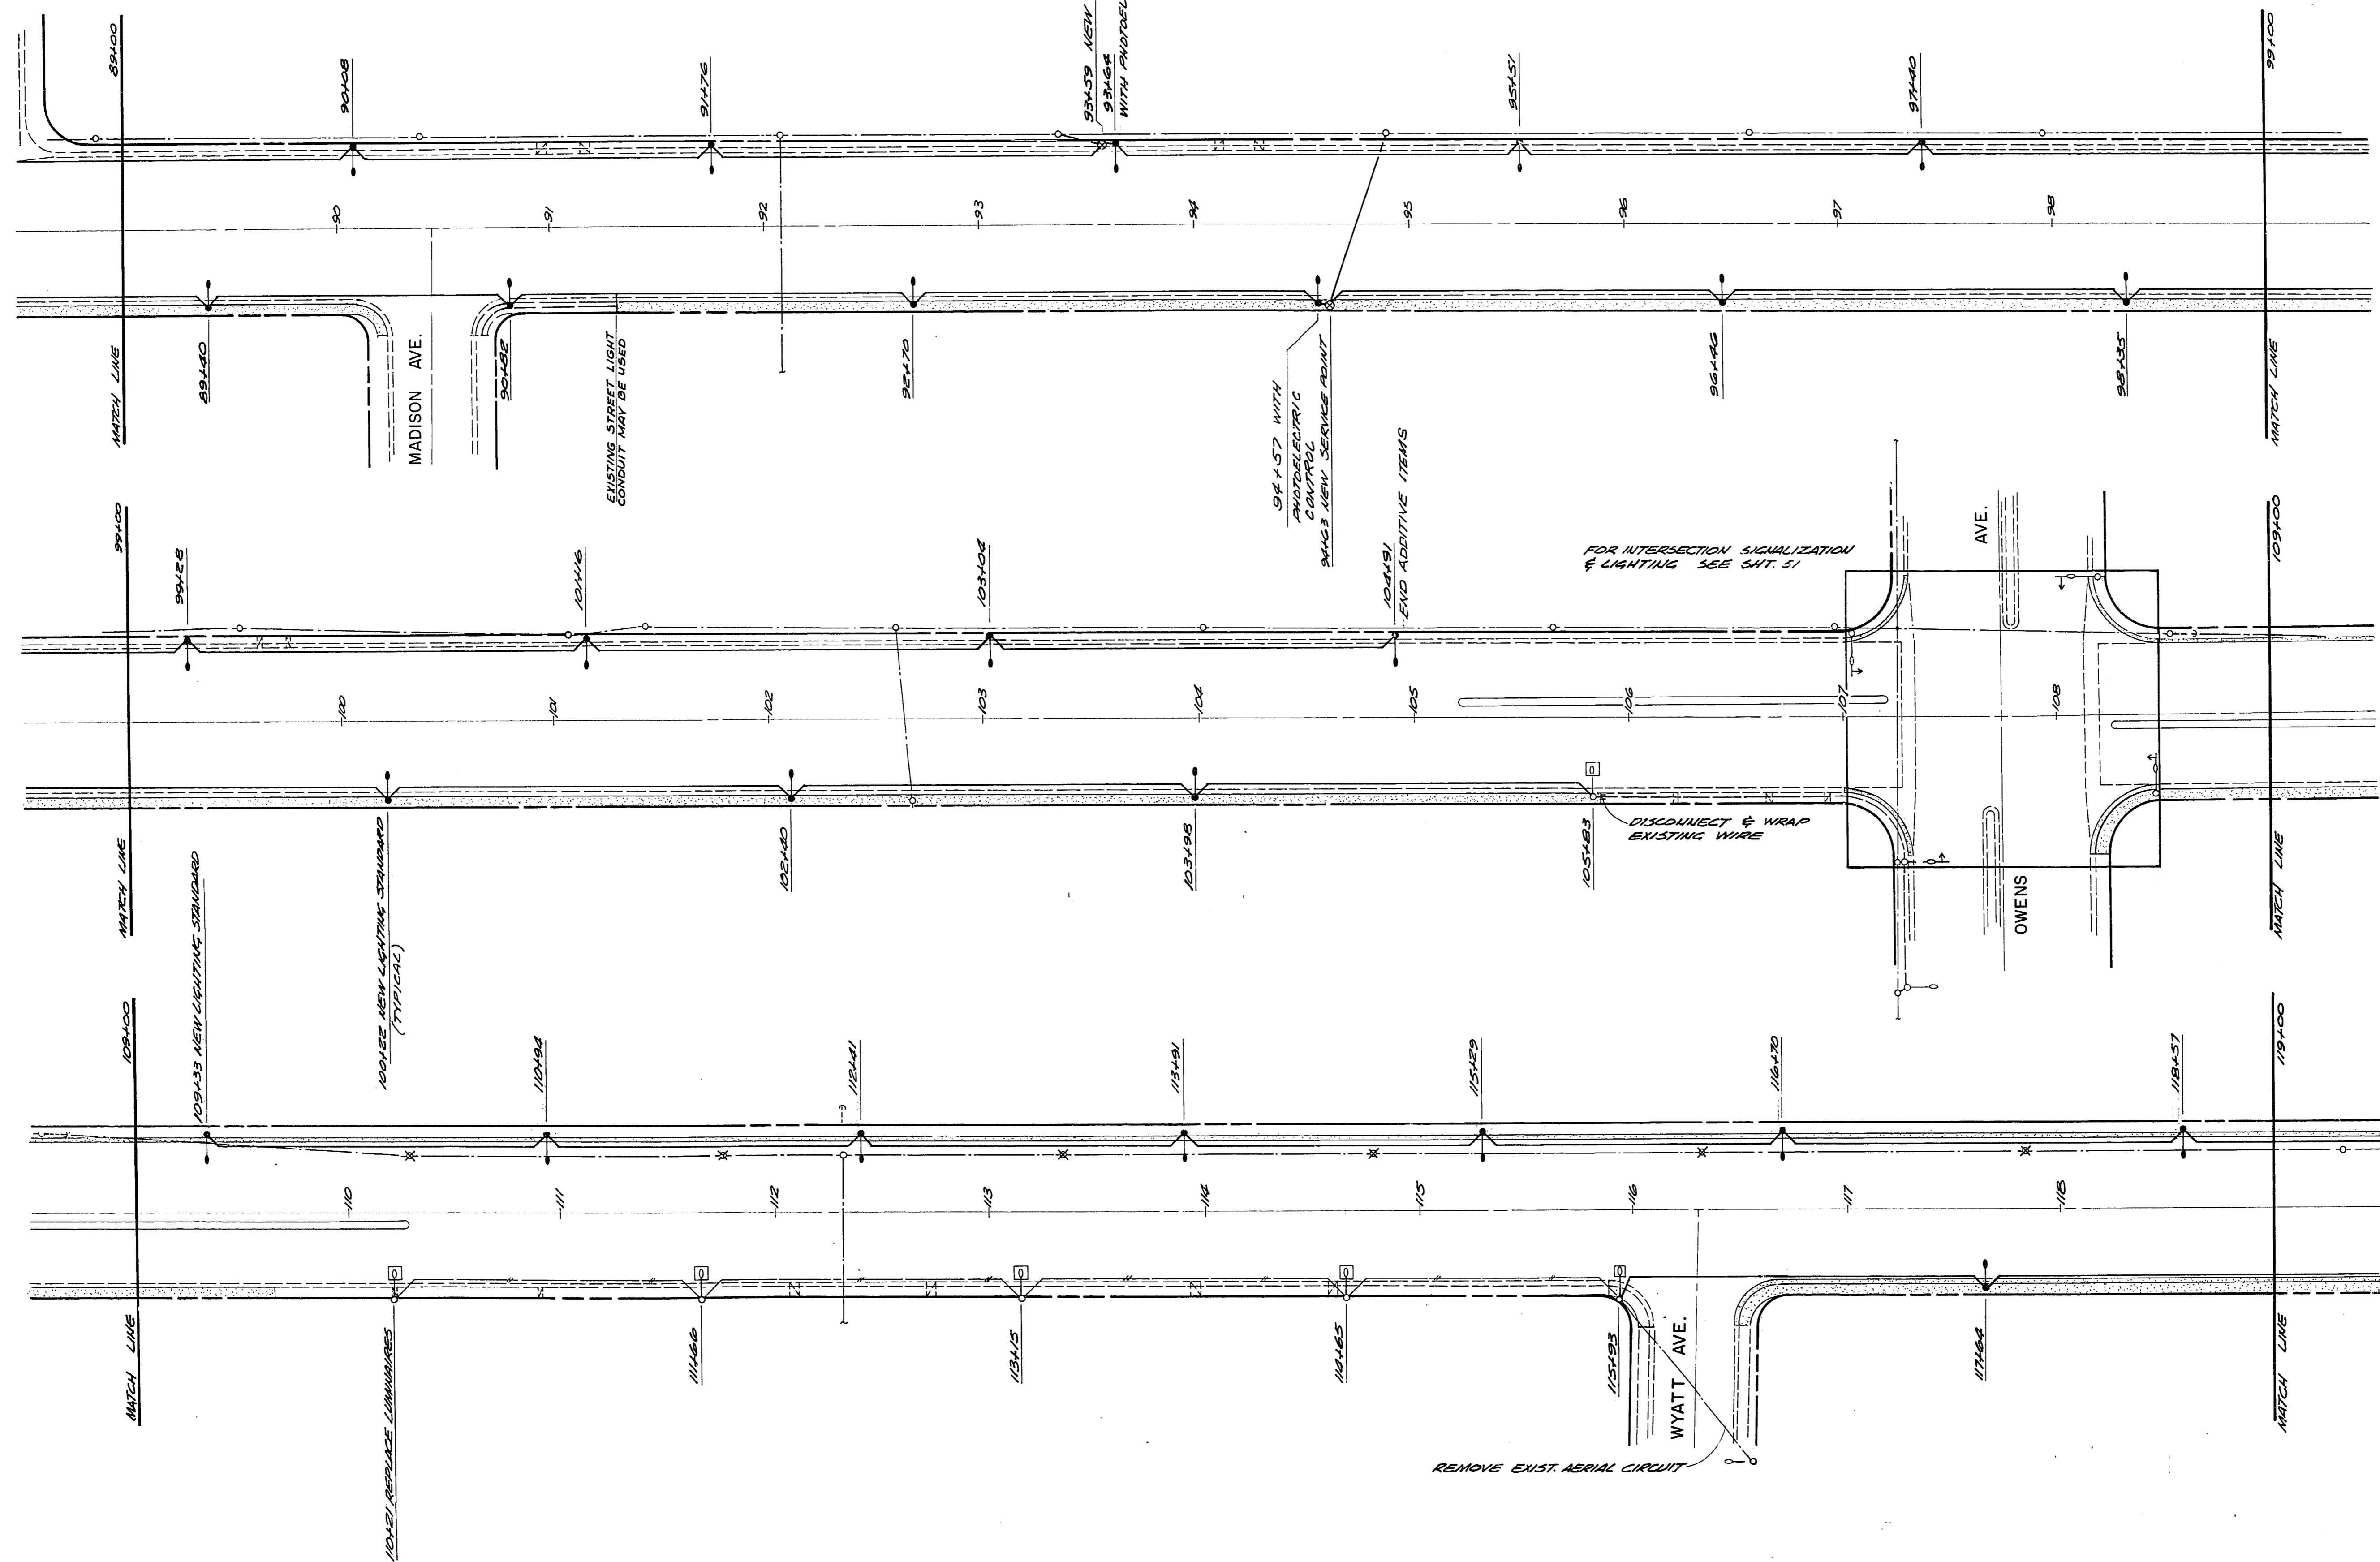 89+00
90+08
91+76
93+59 NEW
93+64
95+51
97+40
99+00
90
91
92
93
94
95
96
97
98
MATCH LINE
89+40
MADISON AVE.
90+82
EXISTING STREET LIGHT
CONDUIT MAY BE USED
92+70
94+57 WITH
PHOTOELECTRIC
CONTROL
94+63 NEW SERVICE POINT
96+46
98+35
MATCH LINE
99+00
99+28
101+16
103+04
104+91
END ADDITIVE ITEMS
FOR INTERSECTION SIGNALIZATION
& LIGHTING SEE SHT. 51
AVE.
109+00
100
101
102
103
104
105
106
107
108
MATCH LINE
100+22 NEW LIGHTING STANDARD
(TYPICAL)
102+10
103+98
105+83
DISCONNECT & WRAP
EXISTING WIRE
OWENS
MATCH LINE
109+00
109+33 NEW LIGHTING STANDARD
110+94
112+41
113+91
115+29
116+70
118+57
119+00
110
111
112
113
114
115
116
117
118
MATCH LINE
110+21 REPLACE LUMINAIRES
111+66
113+15
114+65
115+93
WYATT AVE.
117+64
MATCH LINE
REMOVE EXIST. AERIAL CIRCUIT